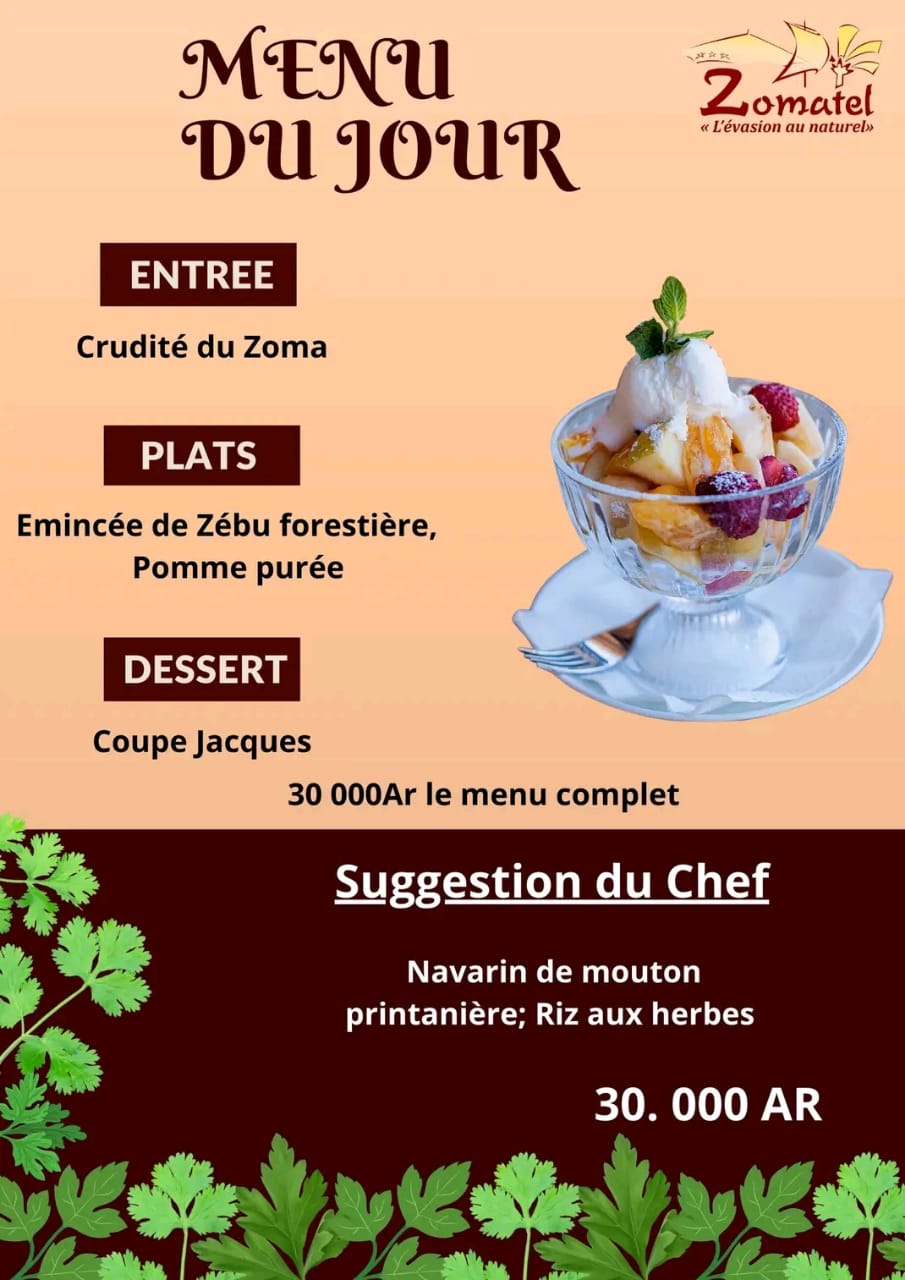 MENU
DU JOUR
Zomatel
« L'évasion au naturel»
ENTREE
Crudité du Zoma
PLATS
Emincée de Zébu forestière,
Pomme purée
DESSERT
Coupe Jacques
30 000Ar le menu complet
Suggestion du Chef
Navarin de mouton
printanière; Riz aux herbes
30. 000 AR